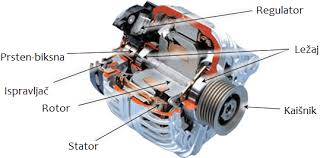 Regulator
Prsten-biksna
Ležaj
Ispravljač
Rotor
Kaišnik
Stator